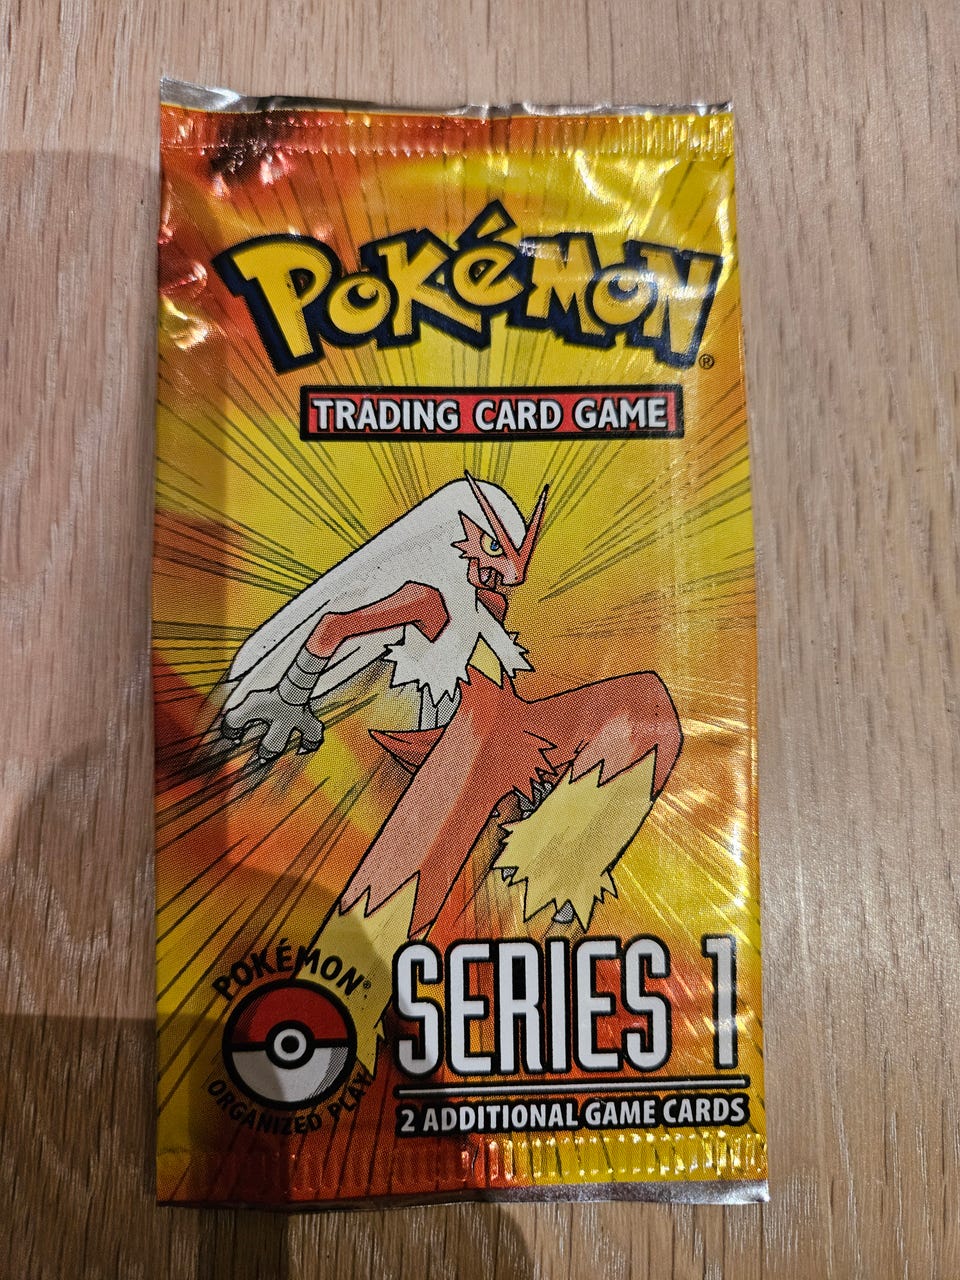 POKÉMON®
TRADING CARD GAME
POKÉMON®
ORGANIZED PLAY
SERIES 1
2 ADDITIONAL GAME CARDS